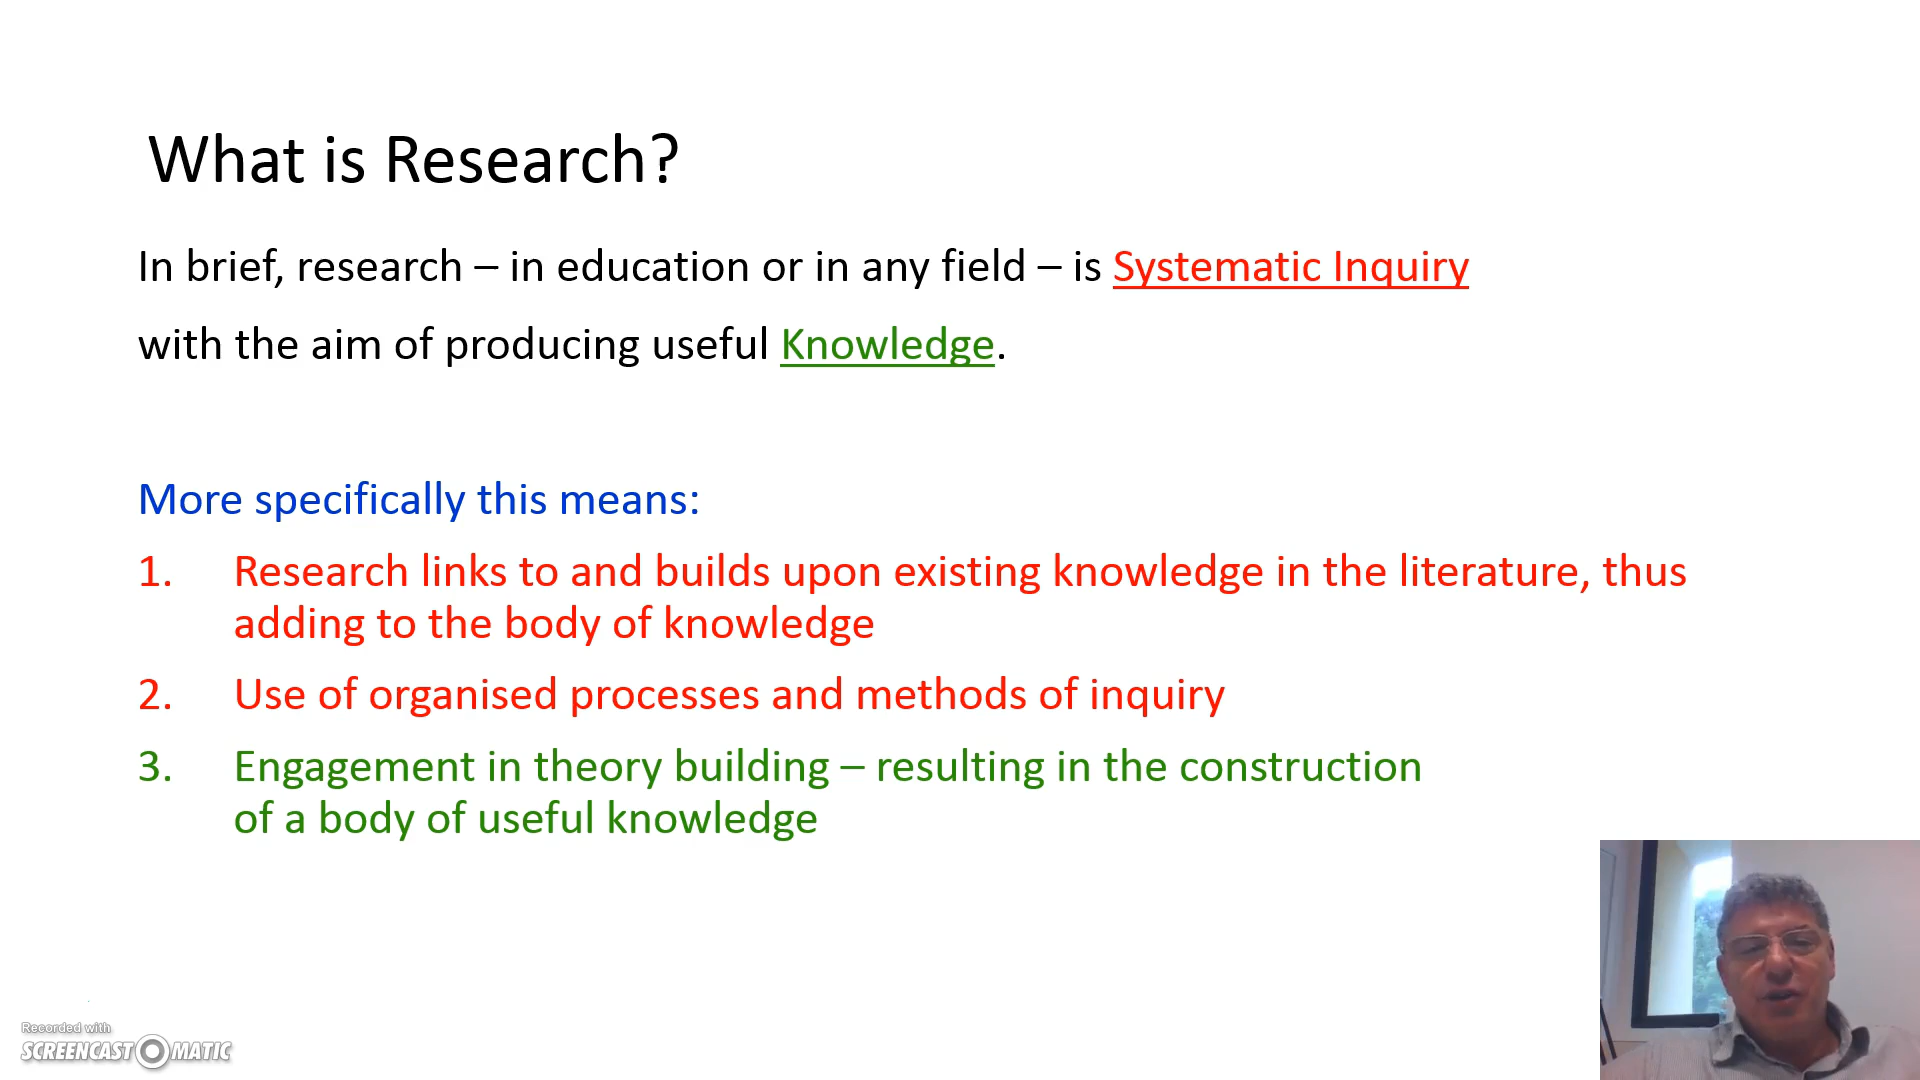 What is Research?
In brief, research – in education or in any field – is Systematic Inquiry
with the aim of producing useful Knowledge.
More specifically this means:
1. Research links to and builds upon existing knowledge in the literature, thus
adding to the body of knowledge
2. Use of organised processes and methods of inquiry
3. Engagement in theory building – resulting in the construction
of a body of useful knowledge
Recorded with
SCREENCAST-O-MATIC